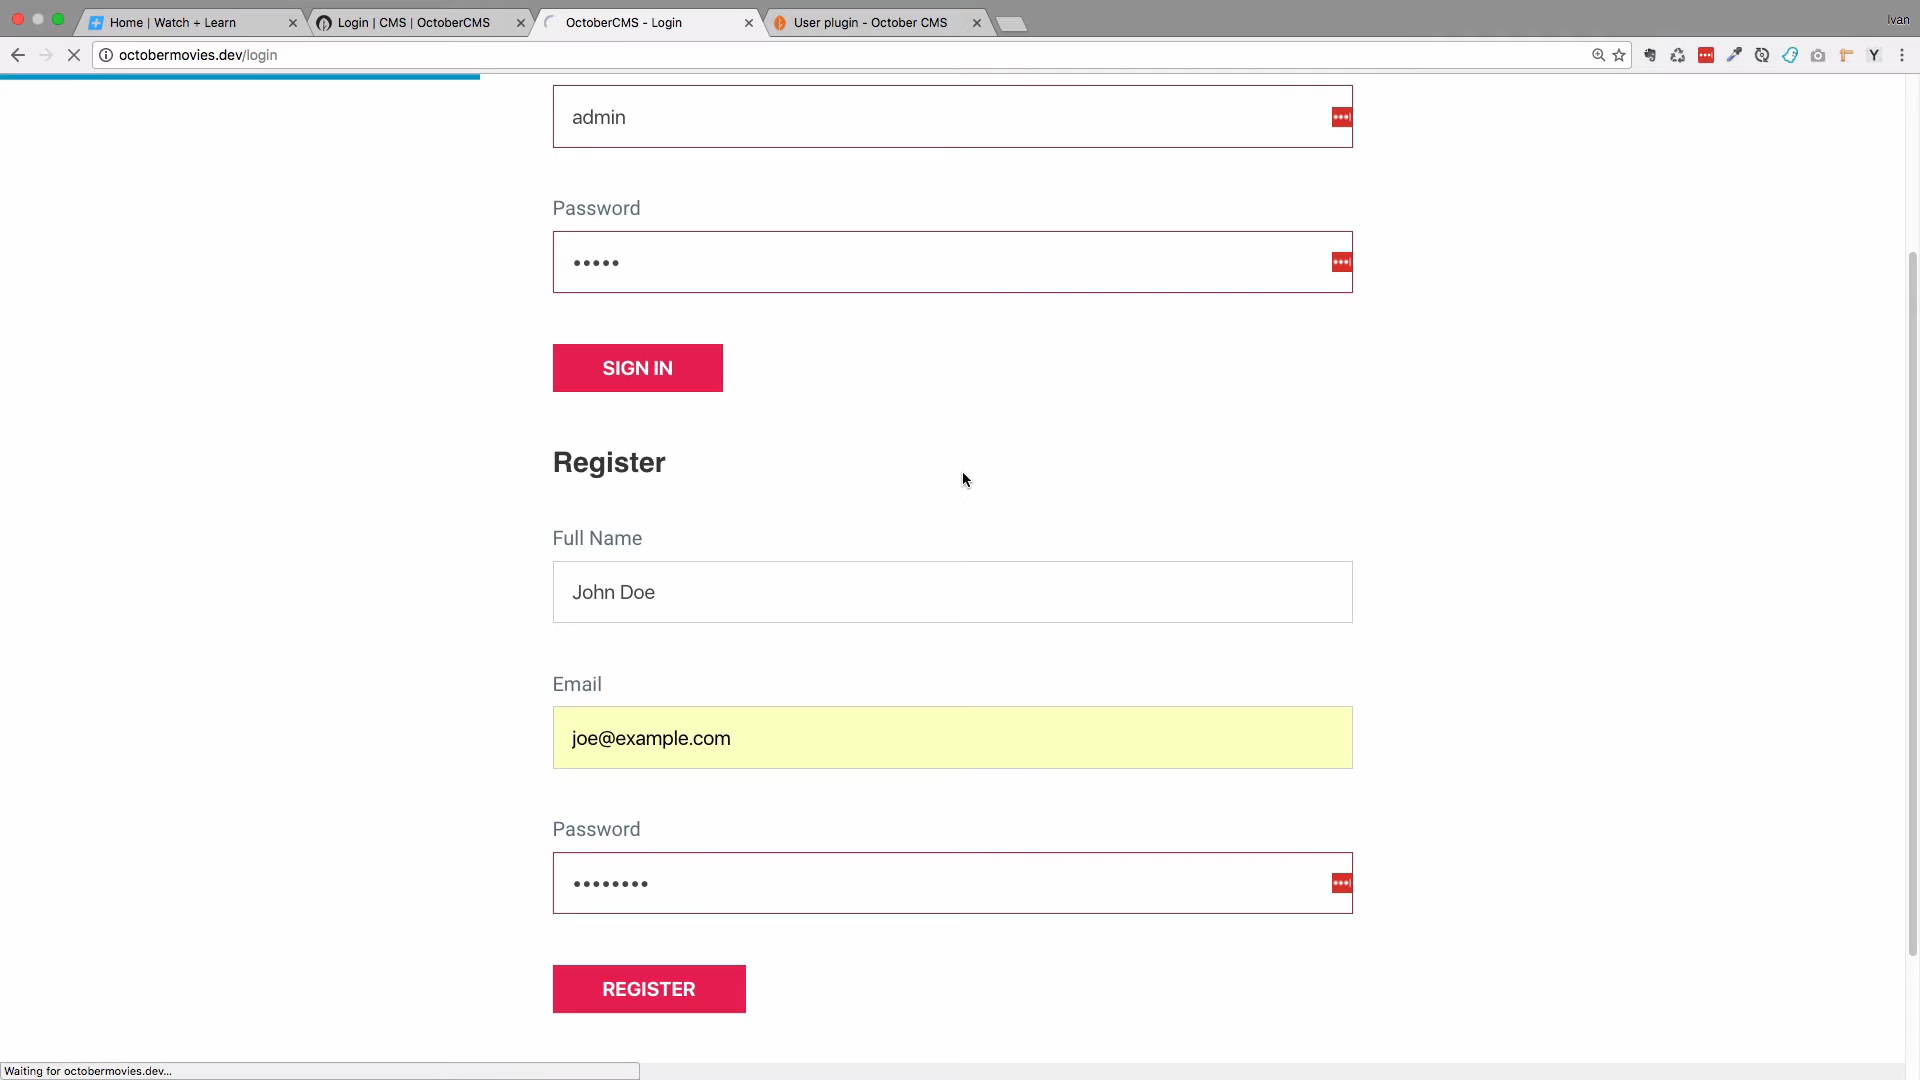 Home | Watch + Learn
Login | CMS | OctoberCMS
OctoberCMS - Login
User plugin - October CMS
Ivan
octobermovies.dev/login
admin
Password
•••••
SIGN IN
Register
Full Name
John Doe
Email
joe@example.com
Password
••••••••
REGISTER
Waiting for octobermovies.dev...